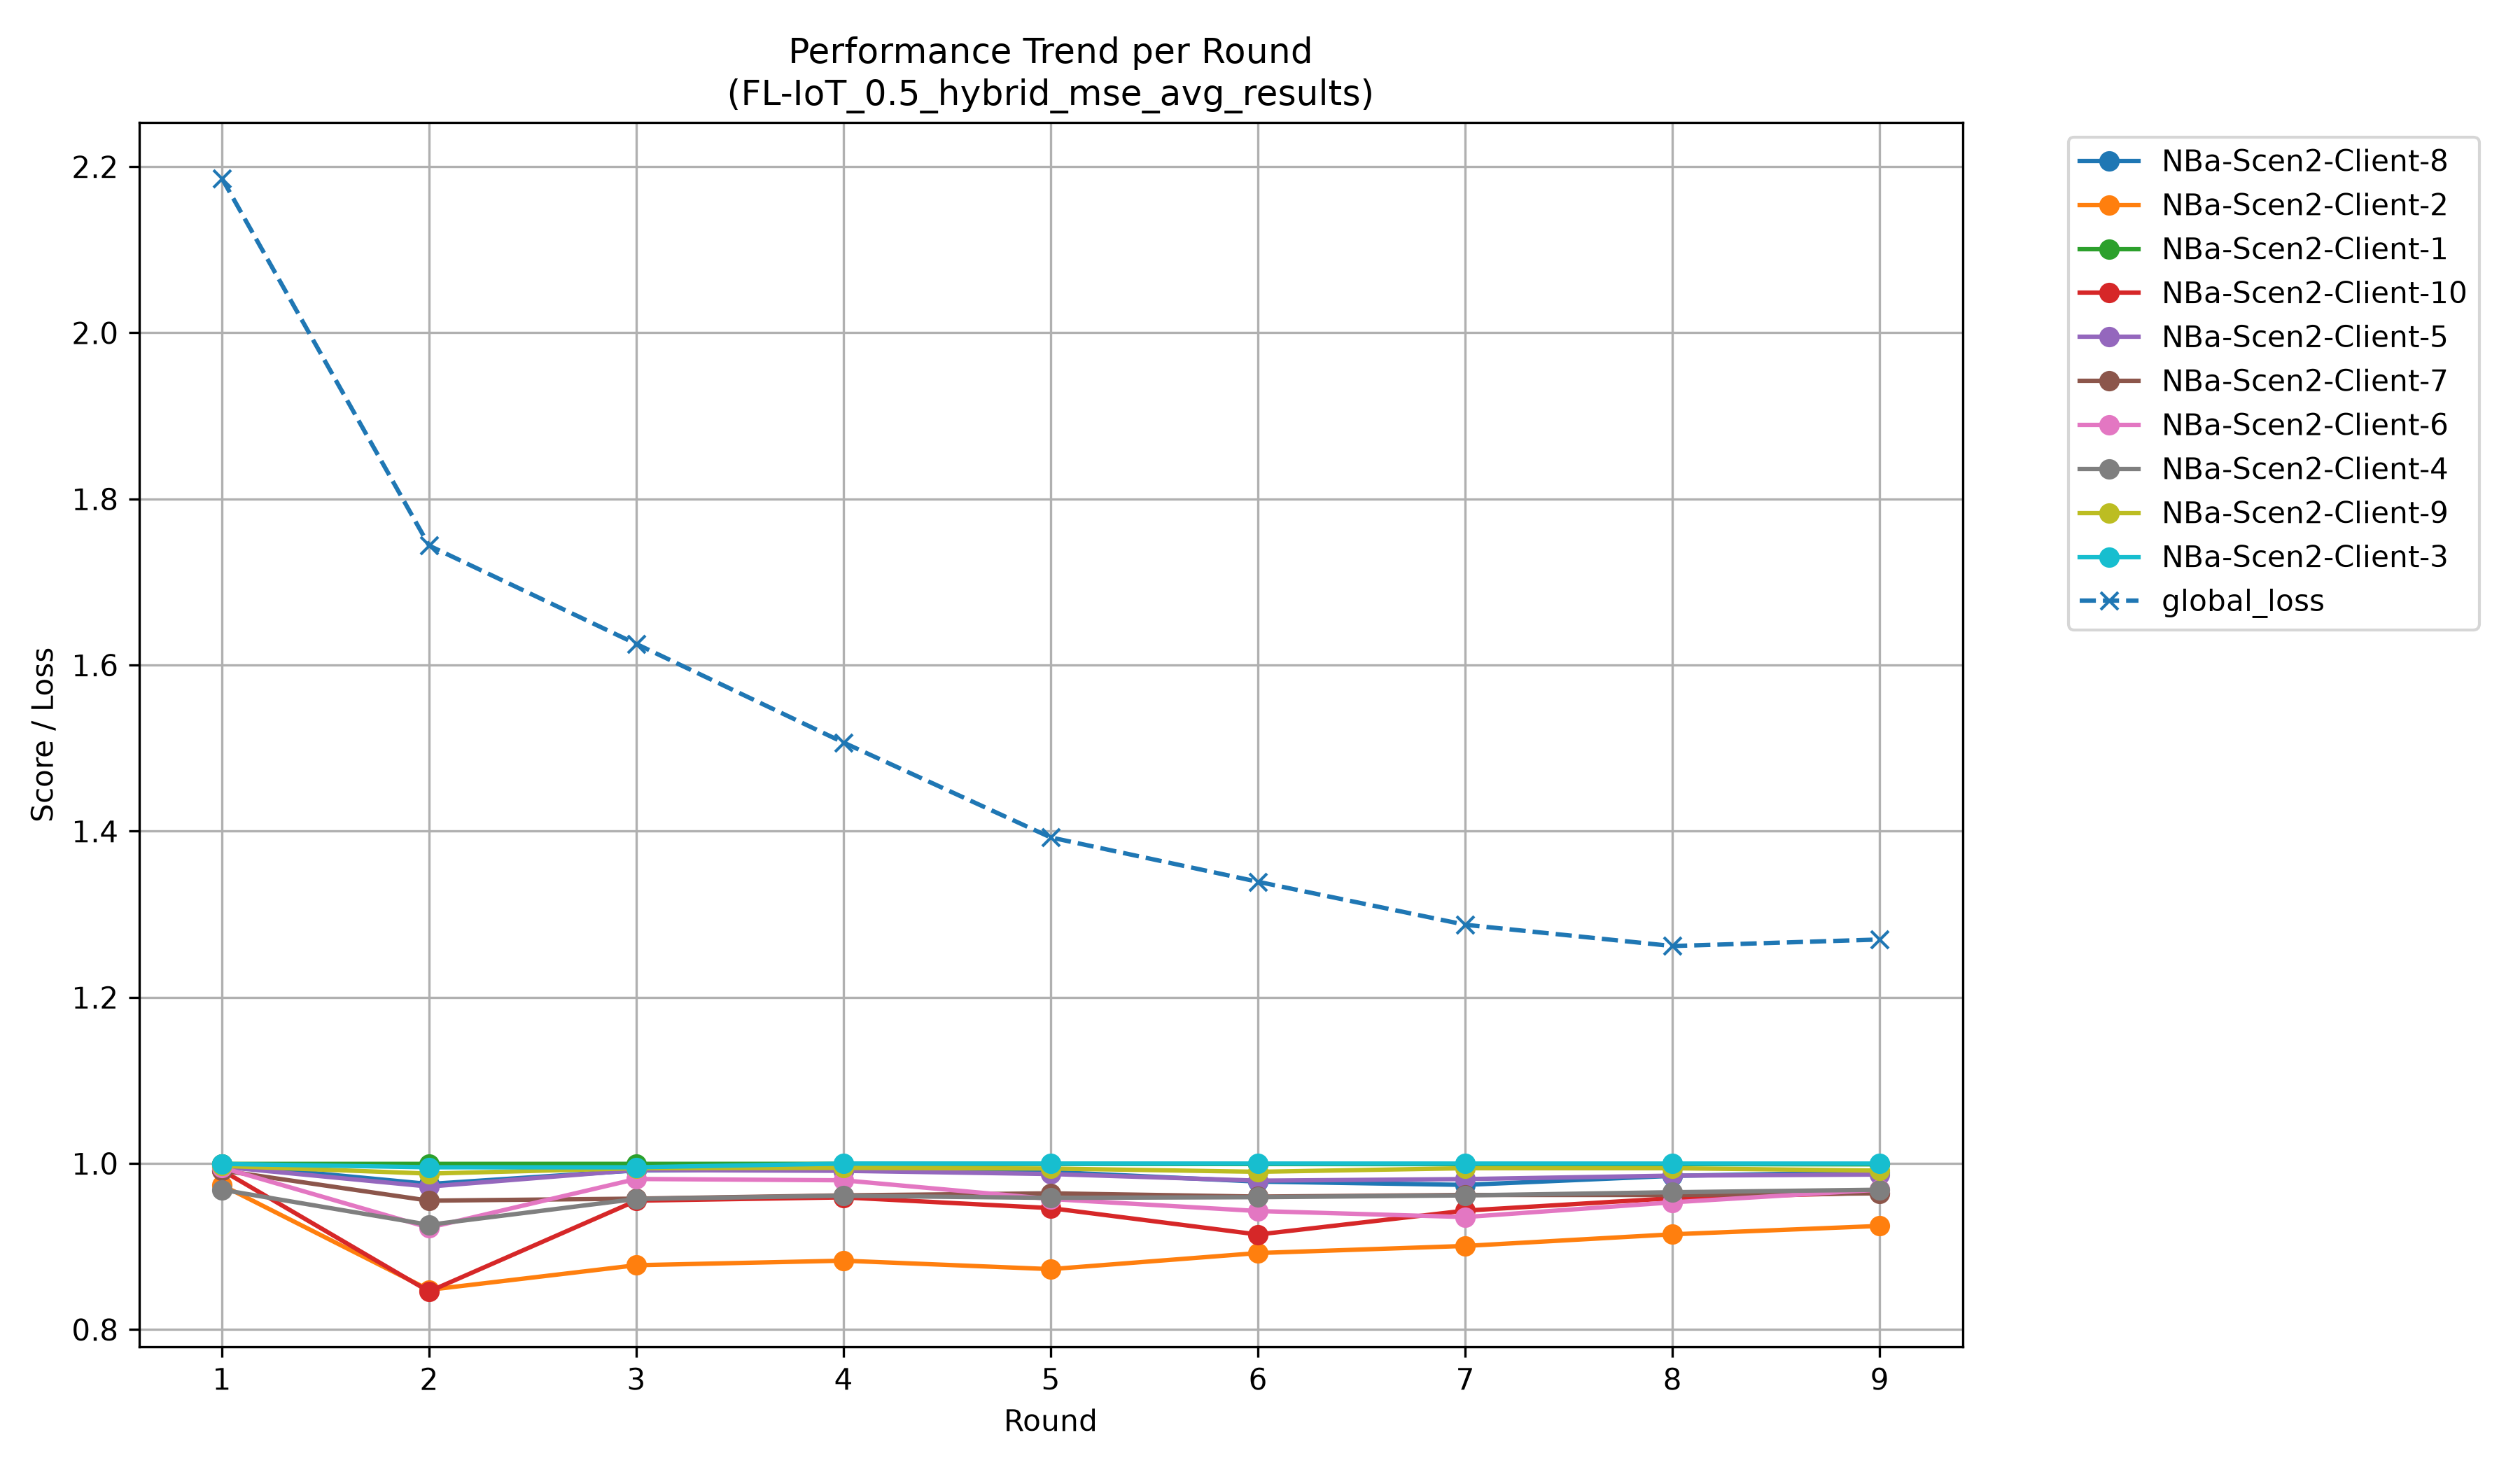 Performance Trend per Round
(FL-IoT_0.5_hybrid_mse_avg_results)
Score / Loss
2.2
2.0
1.8
1.6
1.4
1.2
1.0
0.8
1 2 3 4 5 6 7 8 9
Round
NBa-Scen2-Client-8
NBa-Scen2-Client-2
NBa-Scen2-Client-1
NBa-Scen2-Client-10
NBa-Scen2-Client-5
NBa-Scen2-Client-7
NBa-Scen2-Client-6
NBa-Scen2-Client-4
NBa-Scen2-Client-9
NBa-Scen2-Client-3
global_loss